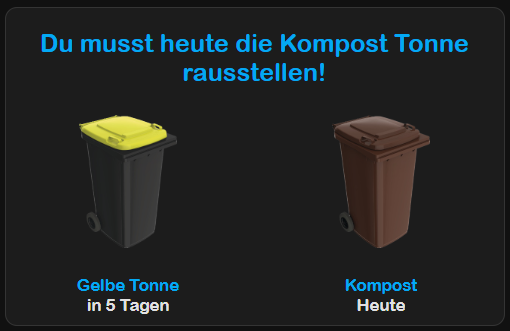 Du musst heute die Kompost Tonne
rausstellen!
Gelbe Tonne
in 5 Tagen
Kompost
Heute